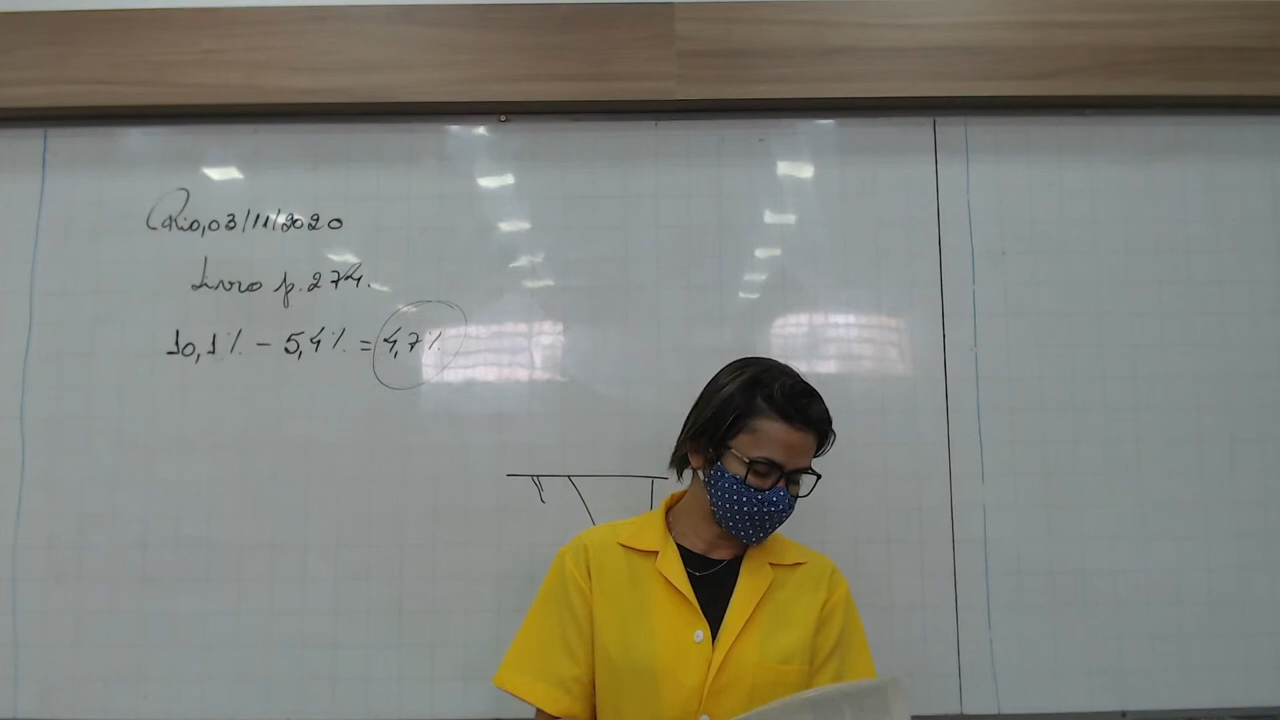 Rio, 03/11/2020
Livro p. 274.
10,1% - 5,4% = 4,7%